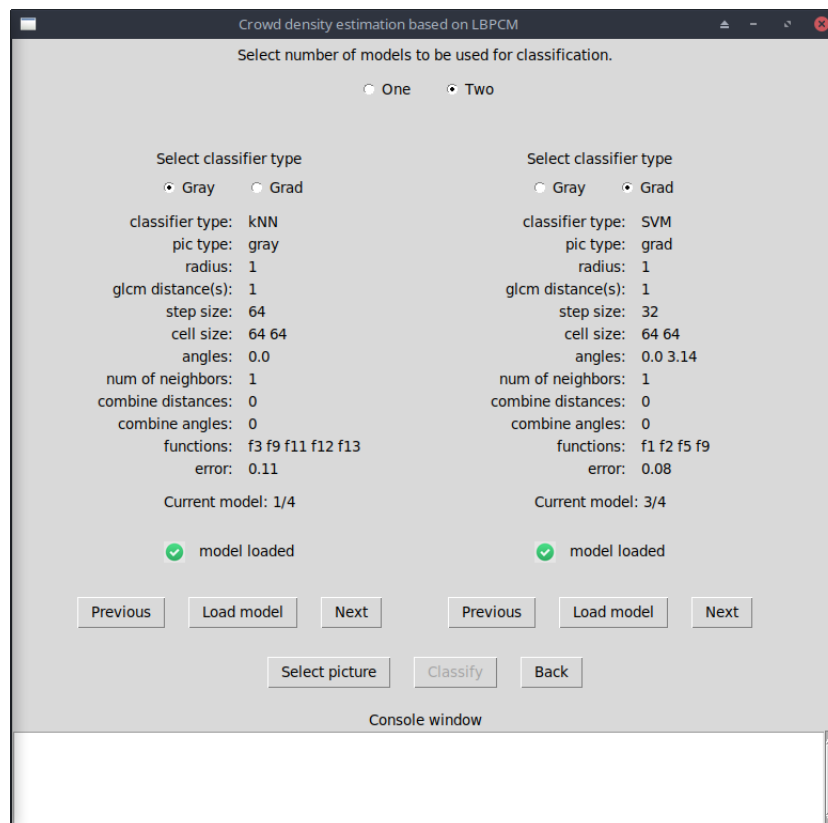 Crowd density estimation based on LBPCM
Select number of models to be used for classification.
One Two
Select classifier type Select classifier type
Gray Grad Gray Grad
classifier type: kNN classifier type: SVM
pic type: gray pic type: grad
radius: 1 radius: 1
glcm distance(s): 1 glcm distance(s): 1
step size: 64 step size: 32
cell size: 64 64 cell size: 64 64
angles: 0.0 angles: 0.0 3.14
num of neighbors: 1 num of neighbors: 1
combine distances: 0 combine distances: 0
combine angles: 0 combine angles: 0
functions: f3 f9 f11 f12 f13 functions: f1 f2 f5 f9
error: 0.11 error: 0.08
Current model: 1/4 Current model: 3/4
model loaded model loaded
Previous Load model Next Previous Load model Next
Select picture Classify Back
Console window